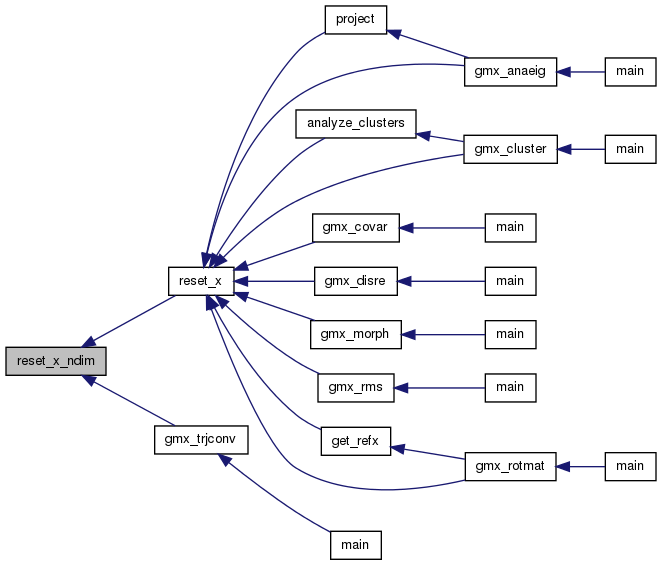 project
gmx_anaeig
main
analyze_clusters
gmx_cluster
main
gmx_covar
main
reset_x
gmx_disre
main
gmx_morph
main
reset_x_ndim
gmx_rms
main
gmx_trjconv
get_refx
gmx_rotmat
main
main